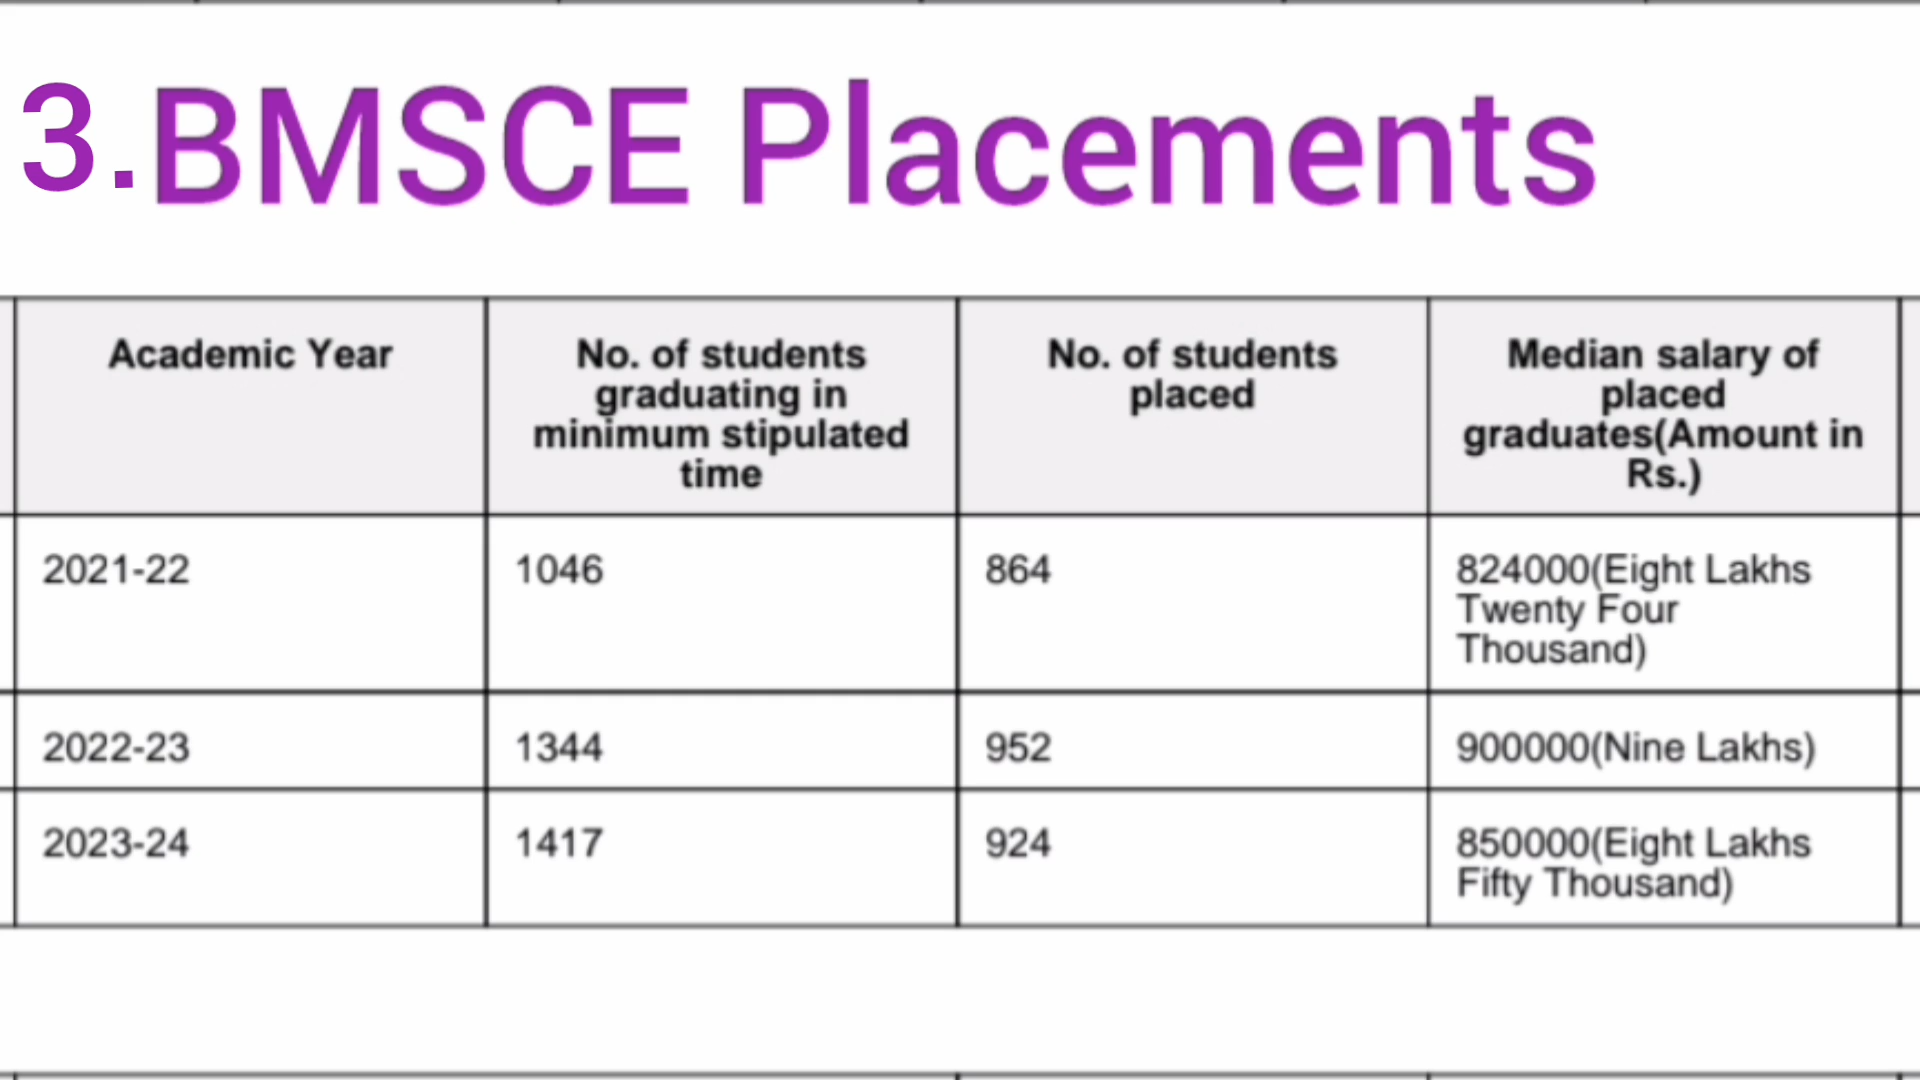 3.BMSCE Placements
Academic Year
No. of students
graduating in
minimum stipulated
time
No. of students
placed
Median salary of
placed
graduates(Amount in
Rs.)
2021-22
1046
864
824000(Eight Lakhs
Twenty Four
Thousand)
2022-23
1344
952
900000(Nine Lakhs)
2023-24
1417
924
850000(Eight Lakhs
Fifty Thousand)